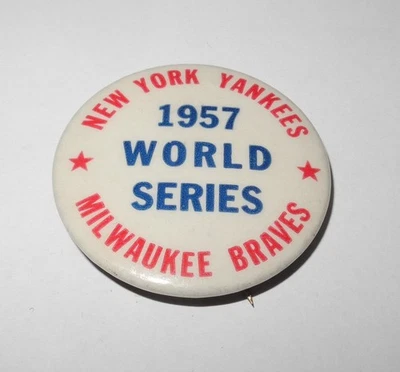 NEW YORK YANKEES
1957
WORLD
SERIES
MILWAUKEE BRAVES